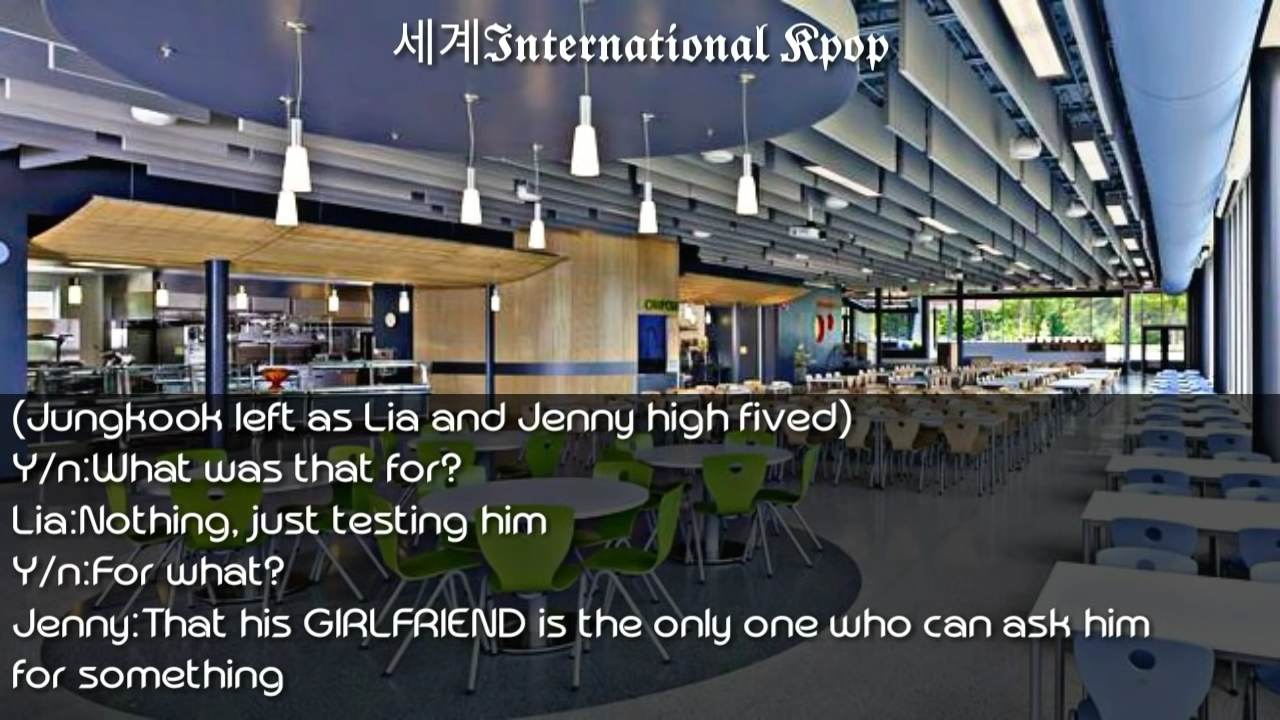 세계International Kpop
(Jungkook left as Lia and Jenny high fived)
Y/n:What was that for?
Lia:Nothing, just testing him
Y/n:For what?
Jenny:That his GIRLFRIEND is the only one who can ask him
for something